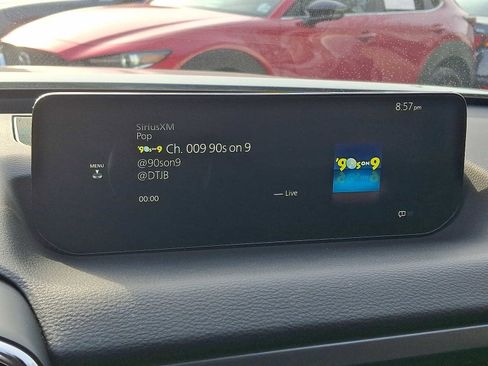 8:57 pm
SiriusXM
Pop
'90s on 9 Ch. 009 90s on 9
@90son9
@DTJB
MENU
00:00
Live
'90s ON 9